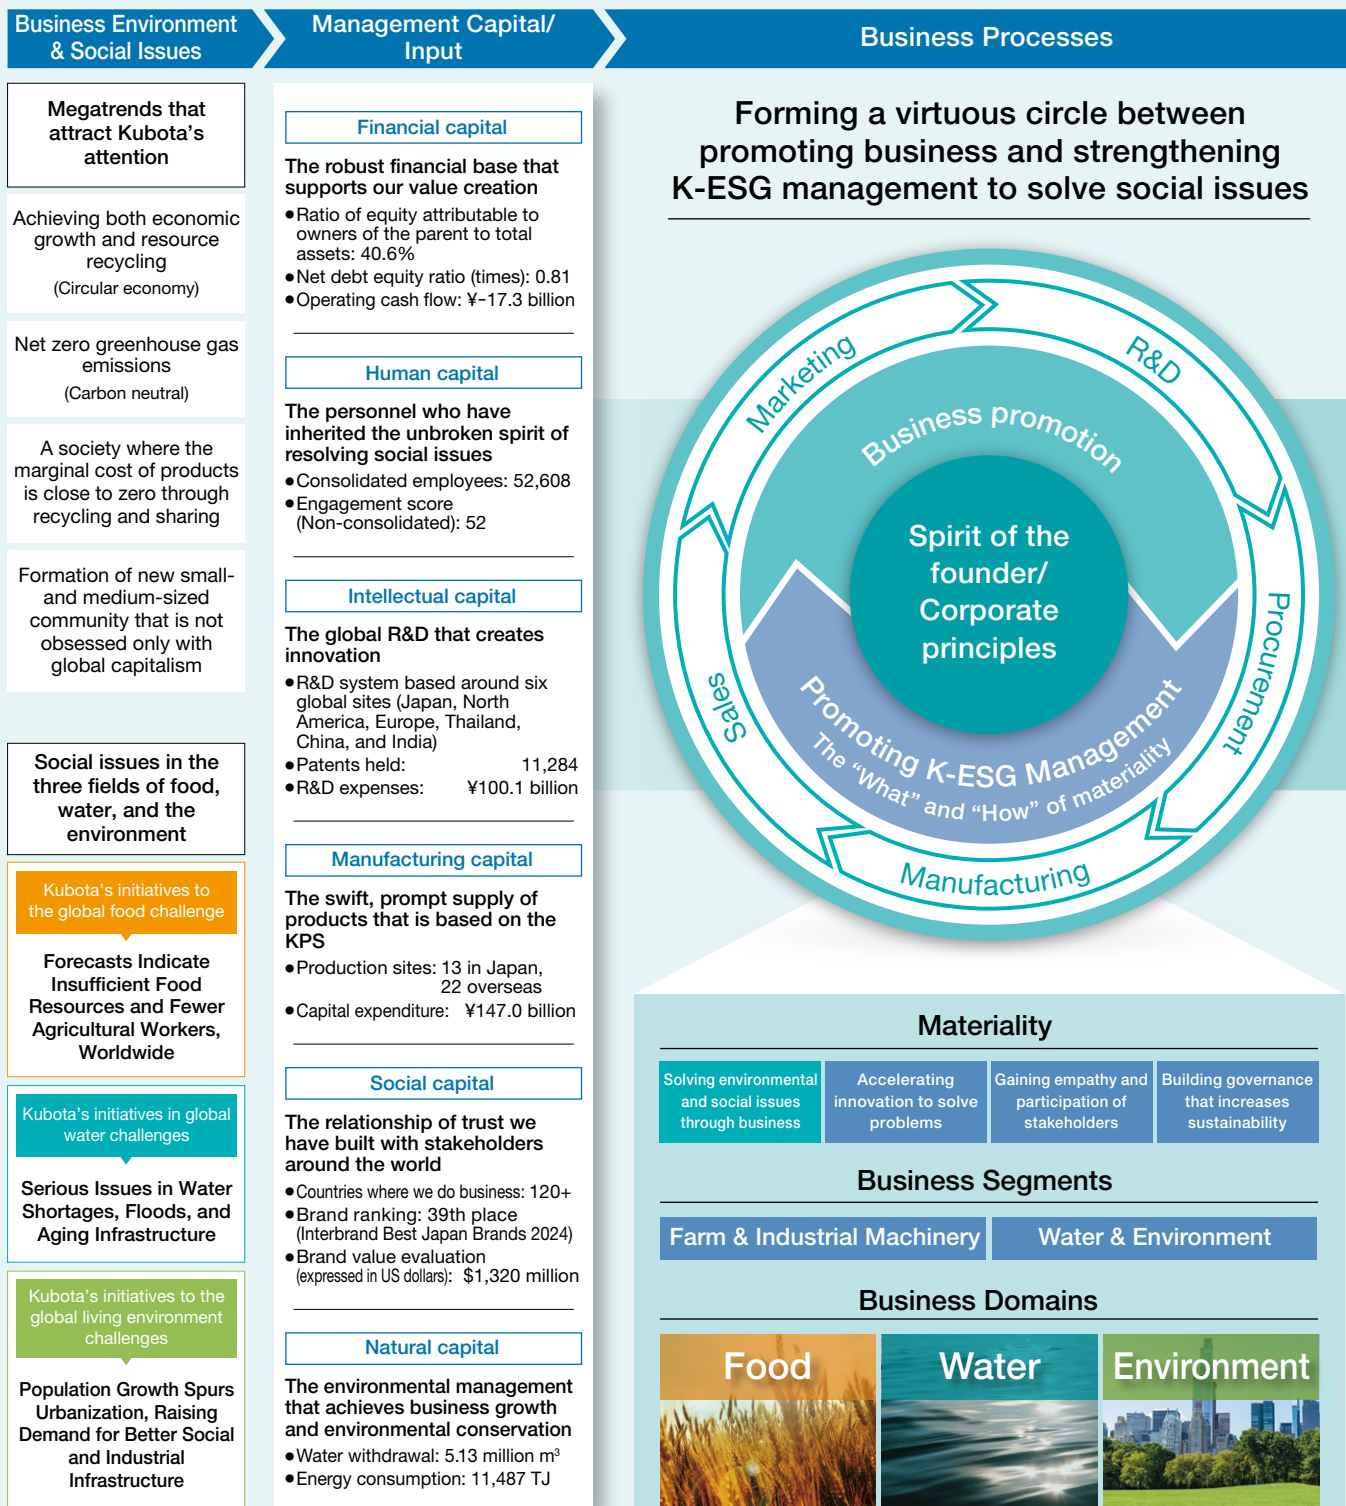 Business Environment
& Social Issues
Management Capital/
Input
Business Processes
Megatrends that
attract Kubota's
attention
Achieving both economic
growth and resource
recycling
(Circular economy)
Net zero greenhouse gas
emissions
(Carbon neutral)
A society where the
marginal cost of products
is close to zero through
recycling and sharing
Formation of new small-
and medium-sized
community that is not
obsessed only with
global capitalism
Social issues in the
three fields of food,
water, and the
environment
Kubota's initiatives to
the global food challenge
Forecasts Indicate
Insufficient Food
Resources and Fewer
Agricultural Workers,
Worldwide
Kubota's initiatives in global
water challenges
Serious Issues in Water
Shortages, Floods, and
Aging Infrastructure
Kubota's initiatives to the
global living environment
challenges
Population Growth Spurs
Urbanization, Raising
Demand for Better Social
and Industrial
Infrastructure
Financial capital
The robust financial base that
supports our value creation
●Ratio of equity attributable to
owners of the parent to total
assets: 40.6%
●Net debt equity ratio (times): 0.81
●Operating cash flow: ¥−17.3 billion
Human capital
The personnel who have
inherited the unbroken spirit of
resolving social issues
●Consolidated employees: 52,608
●Engagement score
(Non-consolidated): 52
Intellectual capital
The global R&D that creates
innovation
●R&D system based around six
global sites (Japan, North
America, Europe, Thailand,
China, and India)
●Patents held: 11,284
●R&D expenses: ¥100.1 billion
Manufacturing capital
The swift, prompt supply of
products that is based on the
KPS
●Production sites: 13 in Japan,
22 overseas
●Capital expenditure: ¥147.0 billion
Social capital
The relationship of trust we
have built with stakeholders
around the world
●Countries where we do business: 120+
●Brand ranking: 39th place
(Interbrand Best Japan Brands 2024)
●Brand value evaluation
(expressed in US dollars): $1,320 million
Natural capital
The environmental management
that achieves business growth
and environmental conservation
●Water withdrawal: 5.13 million m³
●Energy consumption: 11,487 TJ
Forming a virtuous circle between
promoting business and strengthening
K-ESG management to solve social issues
Marketing
R&D
Procurement
Manufacturing
Sales
Business promotion
Spirit of the
founder/
Corporate
principles
Promoting K-ESG Management
The “What” and “How” of materiality
Materiality
Solving environmental
and social issues
through business
Accelerating
innovation to solve
problems
Gaining empathy and
participation of
stakeholders
Building governance
that increases
sustainability
Business Segments
Farm & Industrial Machinery
Water & Environment
Business Domains
Food
Water
Environment